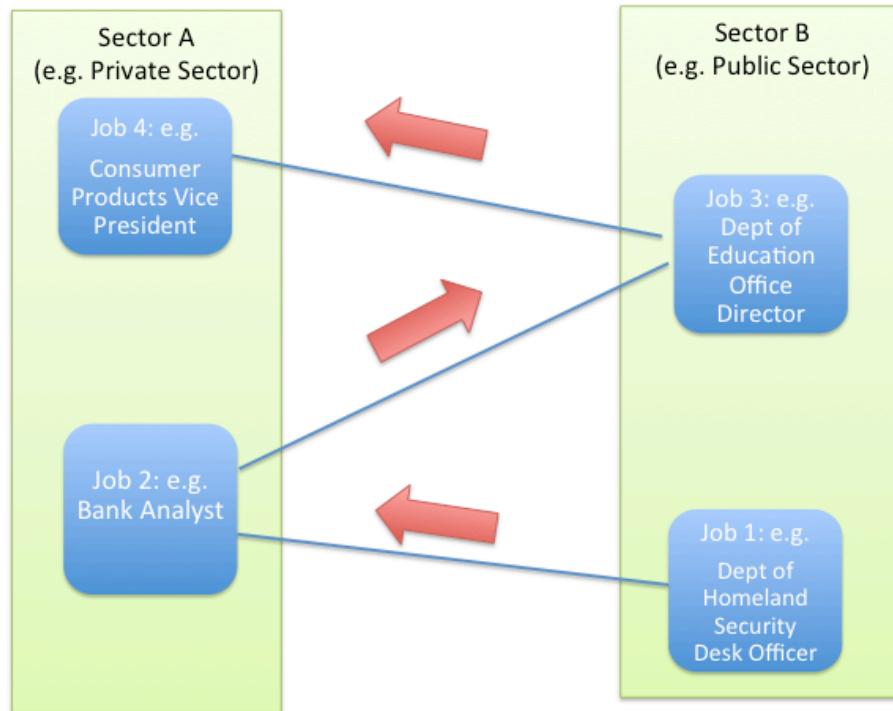 Sector A
(e.g. Private Sector)
Job 4: e.g.
Consumer
Products Vice
President
Job 2: e.g.
Bank Analyst
Sector B
(e.g. Public Sector)
Job 3: e.g.
Dept of
Education
Office
Director
Job 1: e.g.
Dept of
Homeland
Security
Desk Officer